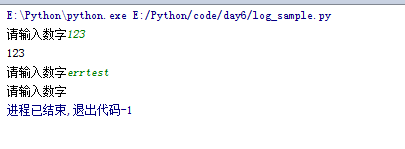 E:\Python\python.exe E:/Python/code/day6/log_sample.py
请输入数字123
123
请输入数字errtest
请输入数字
进程已结束,退出代码-1